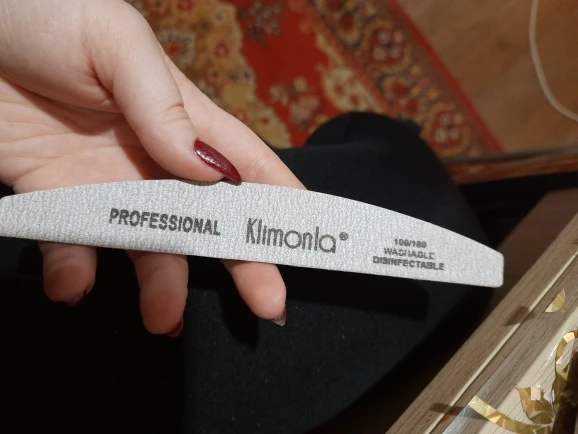 PROFESSIONAL
Klimonla®
100/180
WASHABLE
DISINFECTABLE